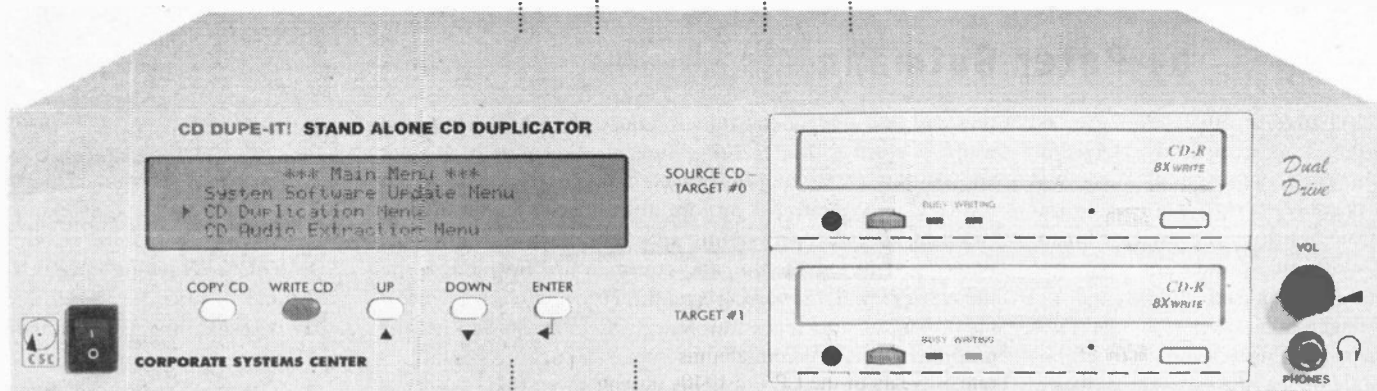 CD DUPE-IT! STAND ALONE CD DUPLICATOR
*** Main Menu ***
System Software Update Menu
▶ CD Duplication Menu
CD Audio Extraction Menu
COPY CD WRITE CD UP DOWN ENTER
CSC
I
O
CORPORATE SYSTEMS CENTER
SOURCE CD –
TARGET #0
CD-R
8X WRITE
BUSY WRITING
TARGET #1
CD-R
8X WRITE
BUSY WRITING
Dual
Drive
VOL
PHONES